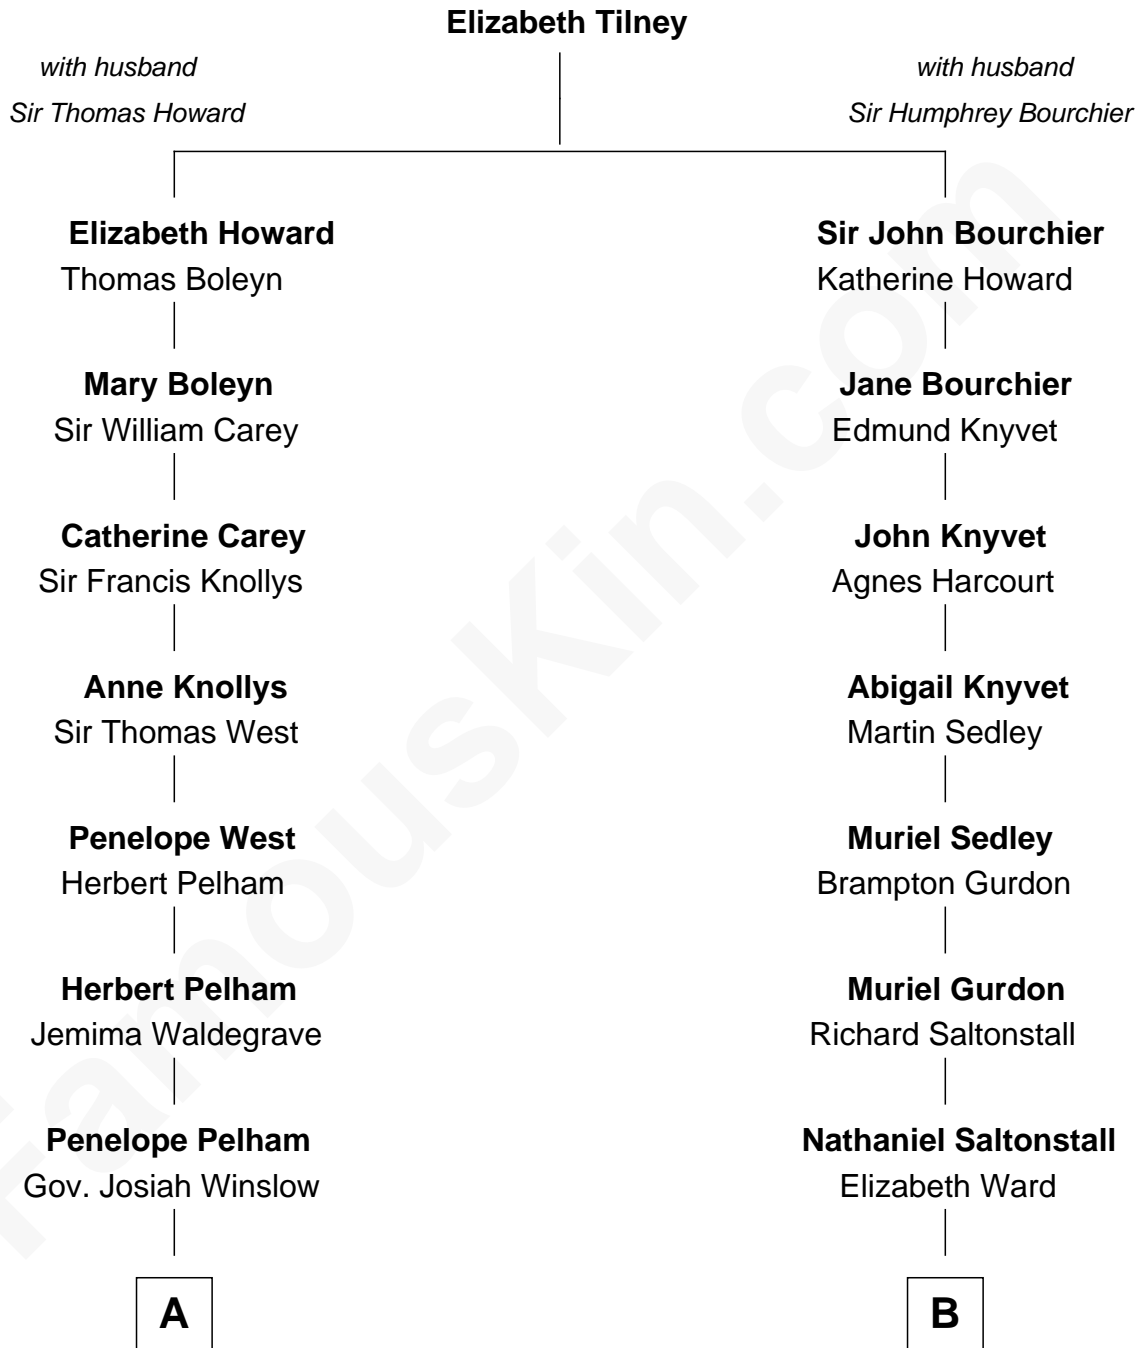 Elizabeth Tilney
with husband
Sir Thomas Howard
with husband
Sir Humphrey Bourchier
Elizabeth Howard
Thomas Boleyn
Sir John Bourchier
Katherine Howard
Mary Boleyn
Sir William Carey
Jane Bourchier
Edmund Knyvet
Catherine Carey
Sir Francis Knollys
John Knyvet
Agnes Harcourt
Anne Knollys
Sir Thomas West
Abigail Knyvet
Martin Sedley
Penelope West
Herbert Pelham
Muriel Sedley
Brampton Gurdon
Herbert Pelham
Jemima Waldegrave
Muriel Gurdon
Richard Saltonstall
Penelope Pelham
Gov. Josiah Winslow
Nathaniel Saltonstall
Elizabeth Ward
A
B
FamousKin.com